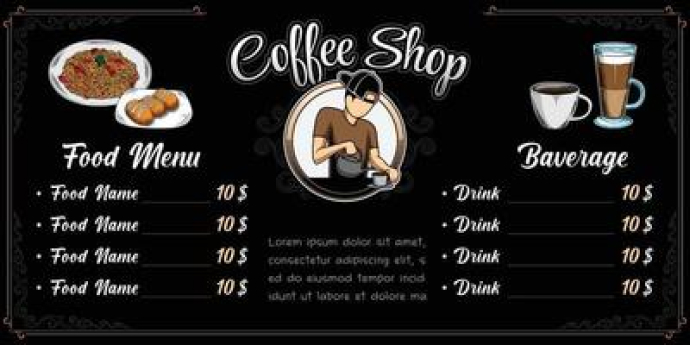 Coffee Shop
Food Menu
• Food Name 10 $
• Food Name 10 $
• Food Name 10 $
• Food Name 10 $
Lorem ipsum dolor sit amet,
consectetur adipiscing elit, s
ed do eiusmod tempor incid
idunt ut labore et dolore ma
Baverage
• Drink 10 $
• Drink 10 $
• Drink 10 $
• Drink 10 $